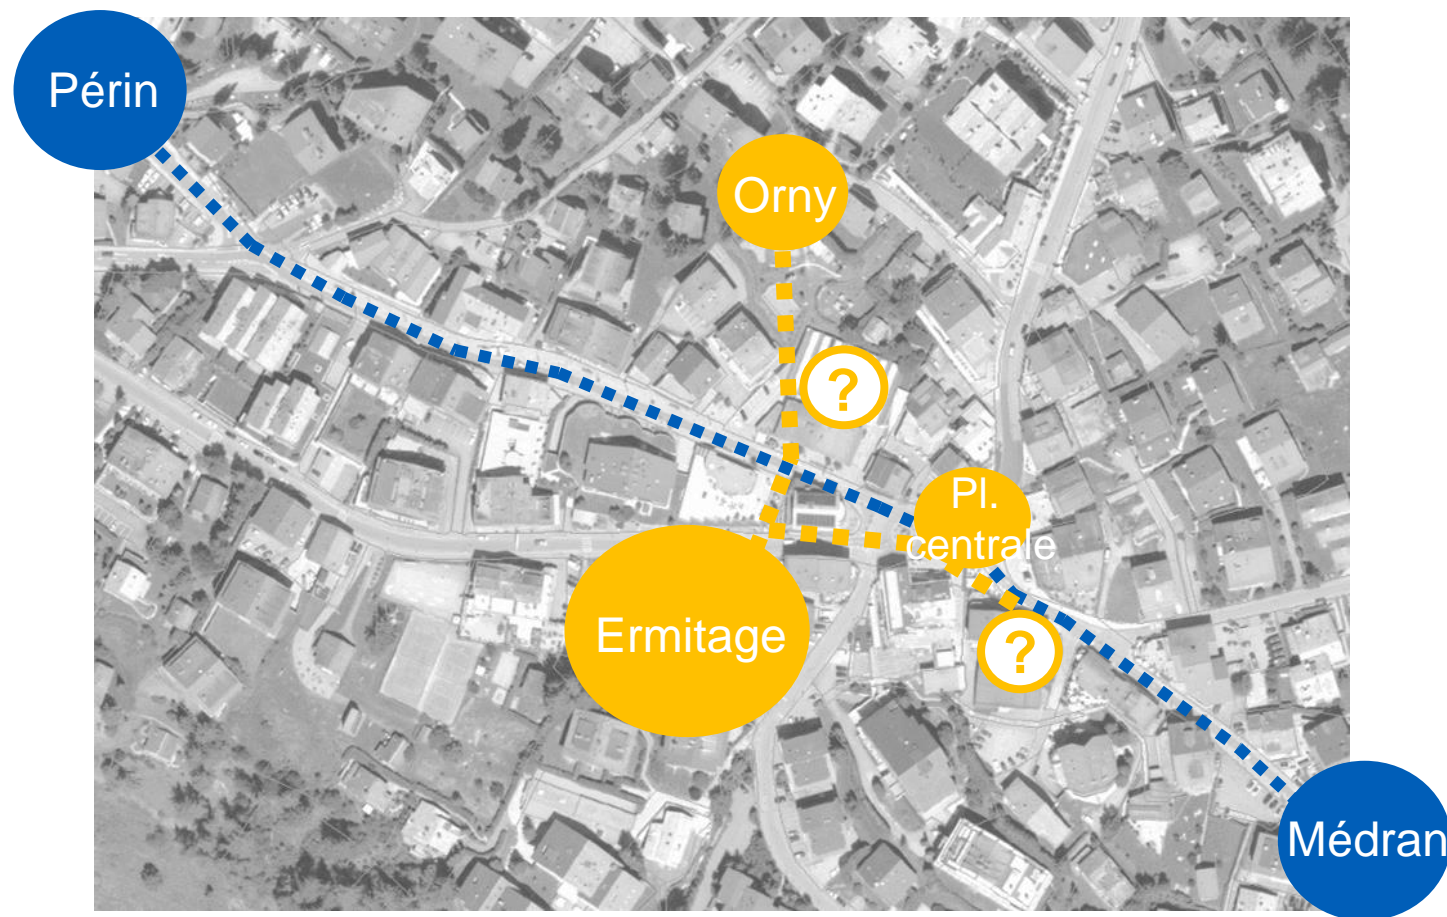 Périn
Orny
?
Pl.
centrale
Ermitage
?
Médran